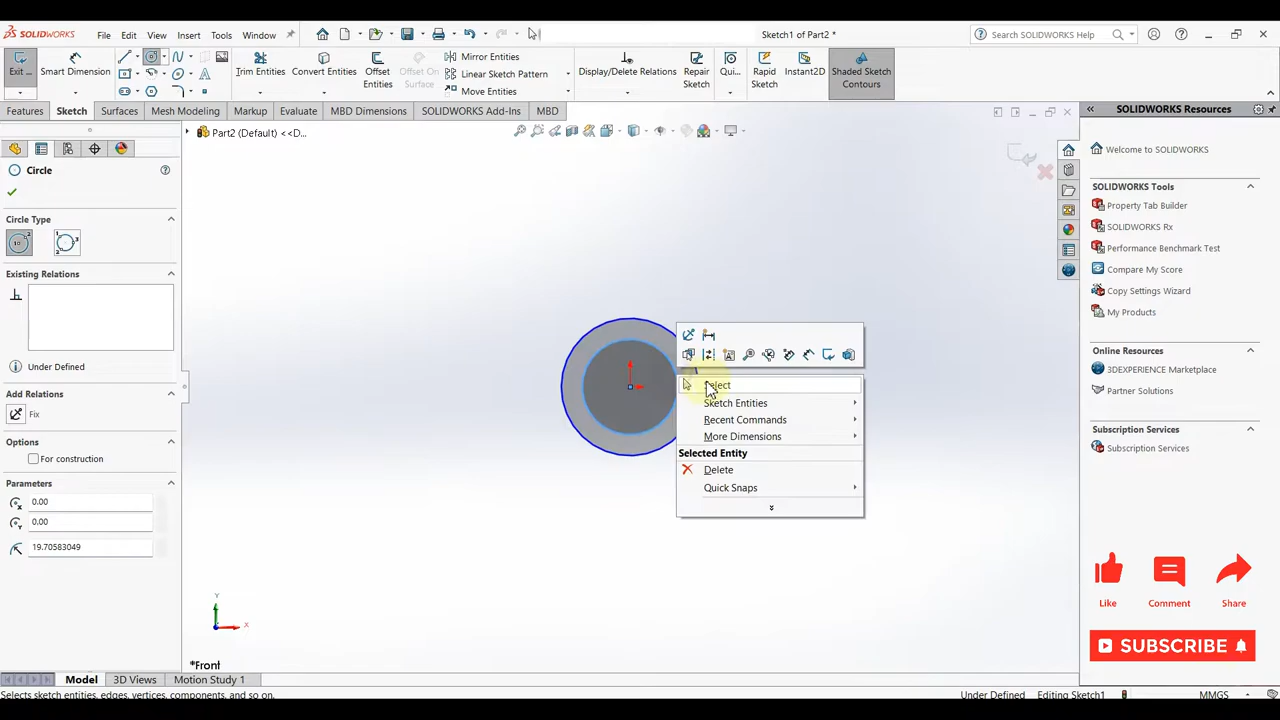 SOLIDWORKS
File Edit View Insert Tools Window
Sketch1 of Part2 *
Search SOLIDWORKS Help
Exit ...
Smart Dimension
Trim Entities
Convert Entities
Offset Entities
Offset On Surface
Mirror Entities
Linear Sketch Pattern
Move Entities
Display/Delete Relations
Repair Sketch
Qui...
Rapid Sketch
Instant2D
Shaded Sketch Contours
Features Sketch Surfaces Mesh Modeling Markup Evaluate MBD Dimensions SOLIDWORKS Add-Ins MBD
Part2 (Default) <<D...
Circle
Circle Type
Existing Relations
Under Defined
Add Relations
Fix
Options
For construction
Parameters
0.00
0.00
19.70583049
Select
Sketch Entities
Recent Commands
More Dimensions
Selected Entity
Delete
Quick Snaps
Y
X
*Front
SOLIDWORKS Resources
Welcome to SOLIDWORKS
SOLIDWORKS Tools
Property Tab Builder
SOLIDWORKS Rx
Performance Benchmark Test
Compare My Score
Copy Settings Wizard
My Products
Online Resources
3DEXPERIENCE Marketplace
Partner Solutions
Subscription Services
Subscription Services
Like
Comment
Share
SUBSCRIBE
Model 3D Views Motion Study 1
Selects sketch entities, edges, vertices, components, and so on.
Under Defined Editing Sketch1 MMGS